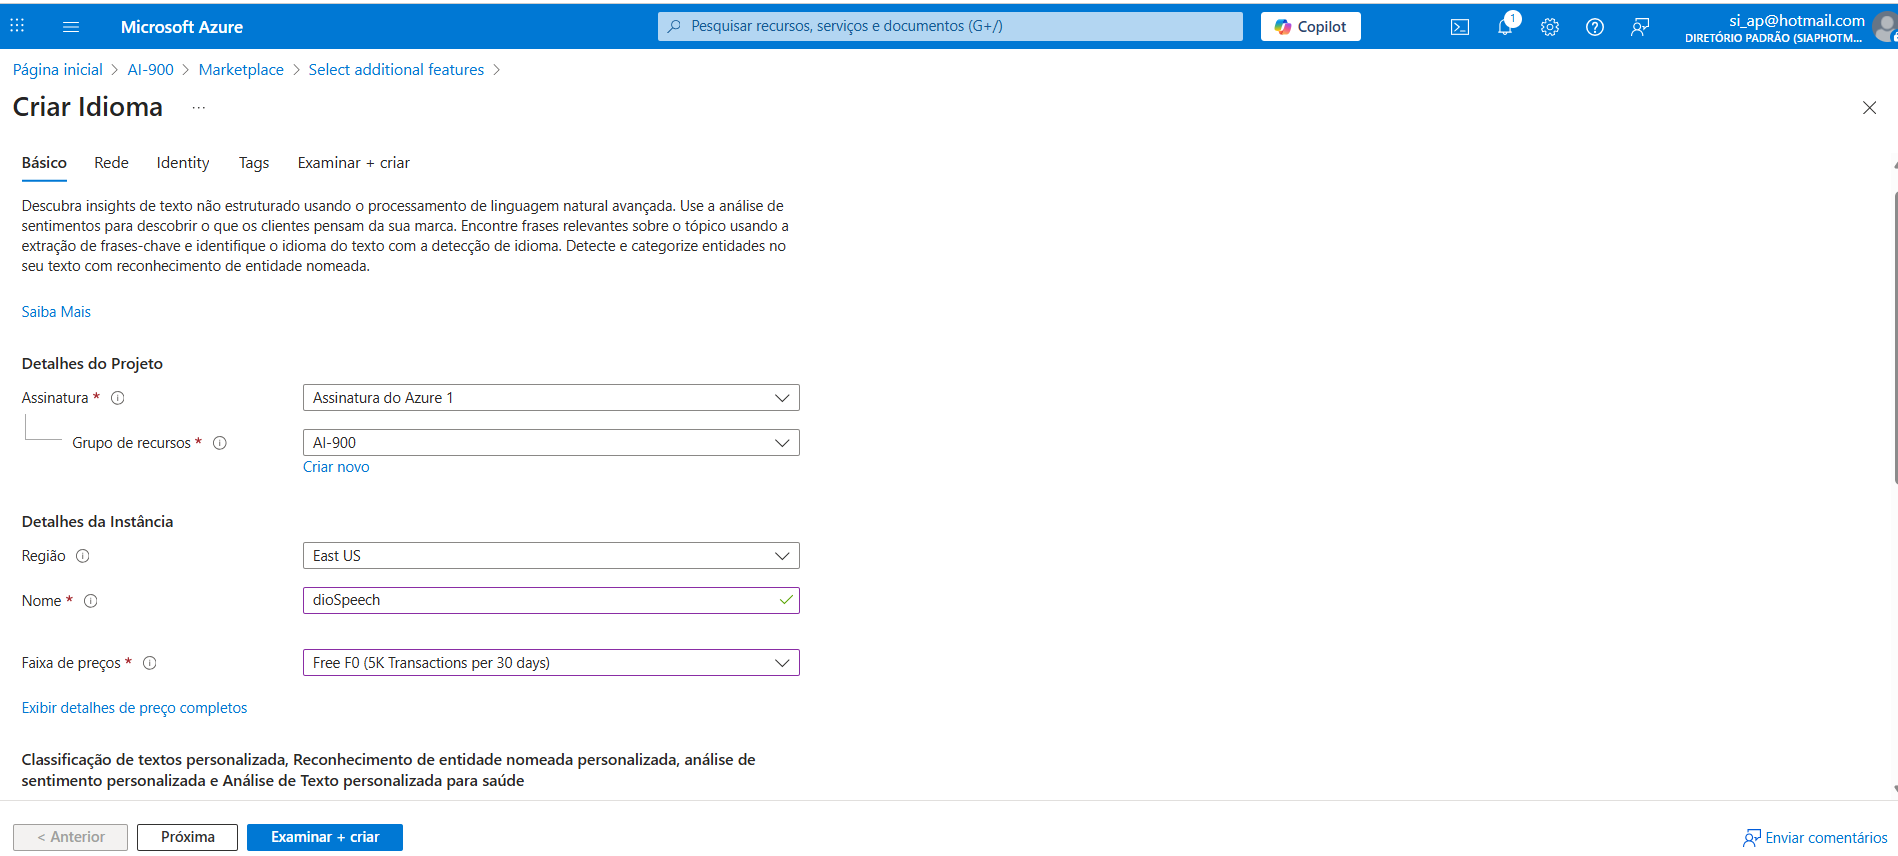 Microsoft Azure
Pesquisar recursos, serviços e documentos (G+/)
Copilot
1
si_ap@hotmail.com
DIRETÓRIO PADRÃO (SIAPHOTM...
Página inicial > AI-900 > Marketplace > Select additional features >
Criar Idioma ...
Básico Rede Identity Tags Examinar + criar
Descubra insights de texto não estruturado usando o processamento de linguagem natural avançada. Use a análise de
sentimentos para descobrir o que os clientes pensam da sua marca. Encontre frases relevantes sobre o tópico usando a
extração de frases-chave e identifique o idioma do texto com a detecção de idioma. Detecte e categorize entidades no
seu texto com reconhecimento de entidade nomeada.
Saiba Mais
Detalhes do Projeto
Assinatura * Assinatura do Azure 1
Grupo de recursos * AI-900
Criar novo
Detalhes da Instância
Região East US
Nome * dioSpeech
Faixa de preços * Free F0 (5K Transactions per 30 days)
Exibir detalhes de preço completos
Classificação de textos personalizada, Reconhecimento de entidade nomeada personalizada, análise de
sentimento personalizada e Análise de Texto personalizada para saúde
< Anterior Próxima Examinar + criar Enviar comentários